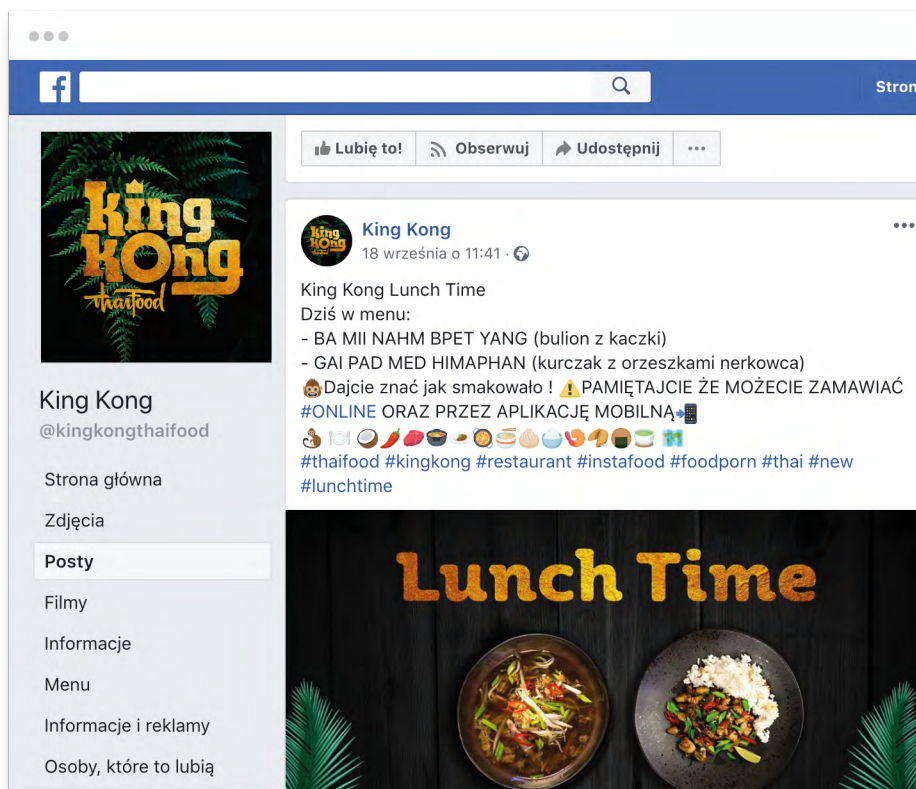 Stron
King
Kong
thaifood
Lubię to!
Obserwuj
Udostępnij
King Kong
@kingkongthaifood
Strona główna
Zdjęcia
Posty
Filmy
Informacje
Menu
Informacje i reklamy
Osoby, które to lubią
King
Kong
thaifood
King Kong
18 września o 11:41 ·
King Kong Lunch Time
Dziś w menu:
- BA MII NAHM BPET YANG (bulion z kaczki)
- GAI PAD MED HIMAPHAN (kurczak z orzeszkami nerkowca)
🐵Dajcie znać jak smakowało ! ⚠️PAMIĘTAJCIE ŻE MOŻECIE ZAMAWIAĆ
#ONLINE ORAZ PRZEZ APLIKACJĘ MOBILNĄ📲
🐒 🍽️ 🥥🌶️🥩🍲🍛🥘🍜🥟🍚🍤🥠🍘🍵 🗺️
#thaifood #kingkong #restaurant #instafood #foodporn #thai #new
#lunchtime
Lunch Time